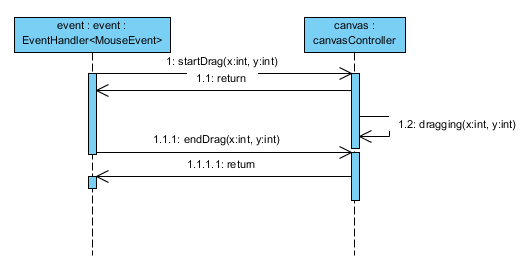 event : event :
EventHandler<MouseEvent>
canvas :
canvasController
1: startDrag(x:int, y:int)
1.1: return
1.2: dragging(x:int, y:int)
1.1.1: endDrag(x:int, y:int)
1.1.1.1: return